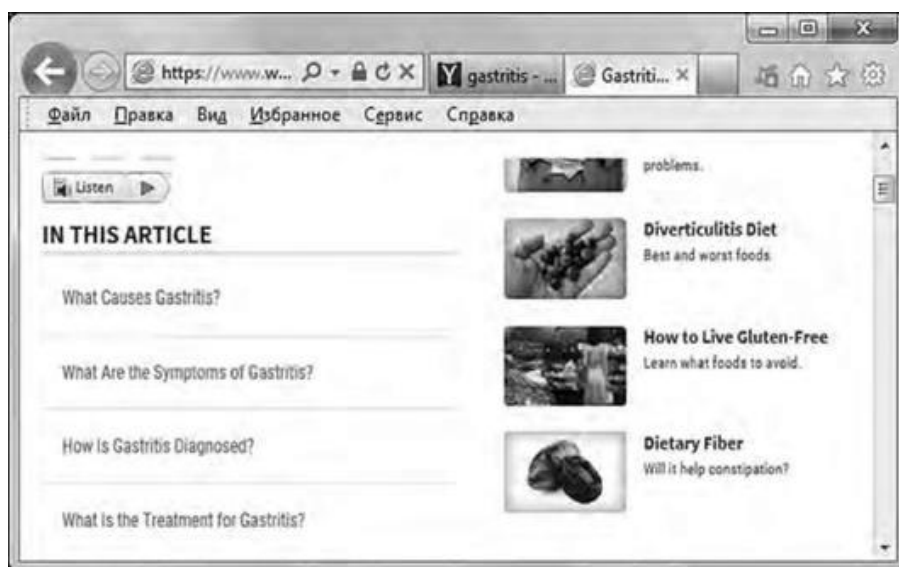 https://www.w...
gastritis - ...
Gastriti...
Файл Правка Вид Избранное Сервис Справка
Listen
IN THIS ARTICLE
What Causes Gastritis?
What Are the Symptoms of Gastritis?
How Is Gastritis Diagnosed?
What Is the Treatment for Gastritis?
problems.
Diverticulitis Diet
Best and worst foods.
How to Live Gluten-Free
Learn what foods to avoid.
Dietary Fiber
Will it help constipation?